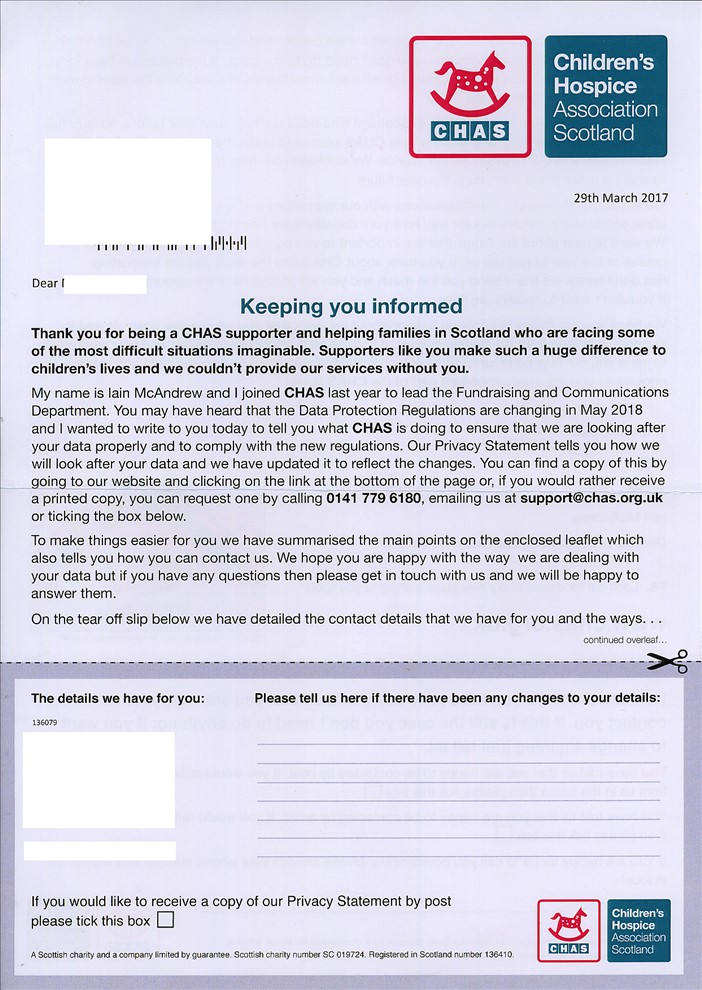 CHAS
Children's
Hospice
Association
Scotland
29th March 2017
Dear
Keeping you informed
Thank you for being a CHAS supporter and helping families in Scotland who are facing some
of the most difficult situations imaginable. Supporters like you make such a huge difference to
children's lives and we couldn't provide our services without you.
My name is Iain McAndrew and I joined CHAS last year to lead the Fundraising and Communications
Department. You may have heard that the Data Protection Regulations are changing in May 2018
and I wanted to write to you today to tell you what CHAS is doing to ensure that we are looking after
your data properly and to comply with the new regulations. Our Privacy Statement tells you how we
will look after your data and we have updated it to reflect the changes. You can find a copy of this by
going to our website and clicking on the link at the bottom of the page or, if you would rather receive
a printed copy, you can request one by calling 0141 779 6180, emailing us at support@chas.org.uk
or ticking the box below.
To make things easier for you we have summarised the main points on the enclosed leaflet which
also tells you how you can contact us. We hope you are happy with the way we are dealing with
your data but if you have any questions then please get in touch with us and we will be happy to
answer them.
On the tear off slip below we have detailed the contact details that we have for you and the ways. . .
continued overleaf...
The details we have for you:
Please tell us here if there have been any changes to your details:
136079
If you would like to receive a copy of our Privacy Statement by post
please tick this box
CHAS
Children's
Hospice
Association
Scotland
A Scottish charity and a company limited by guarantee. Scottish charity number SC 019724. Registered in Scotland number 136410.